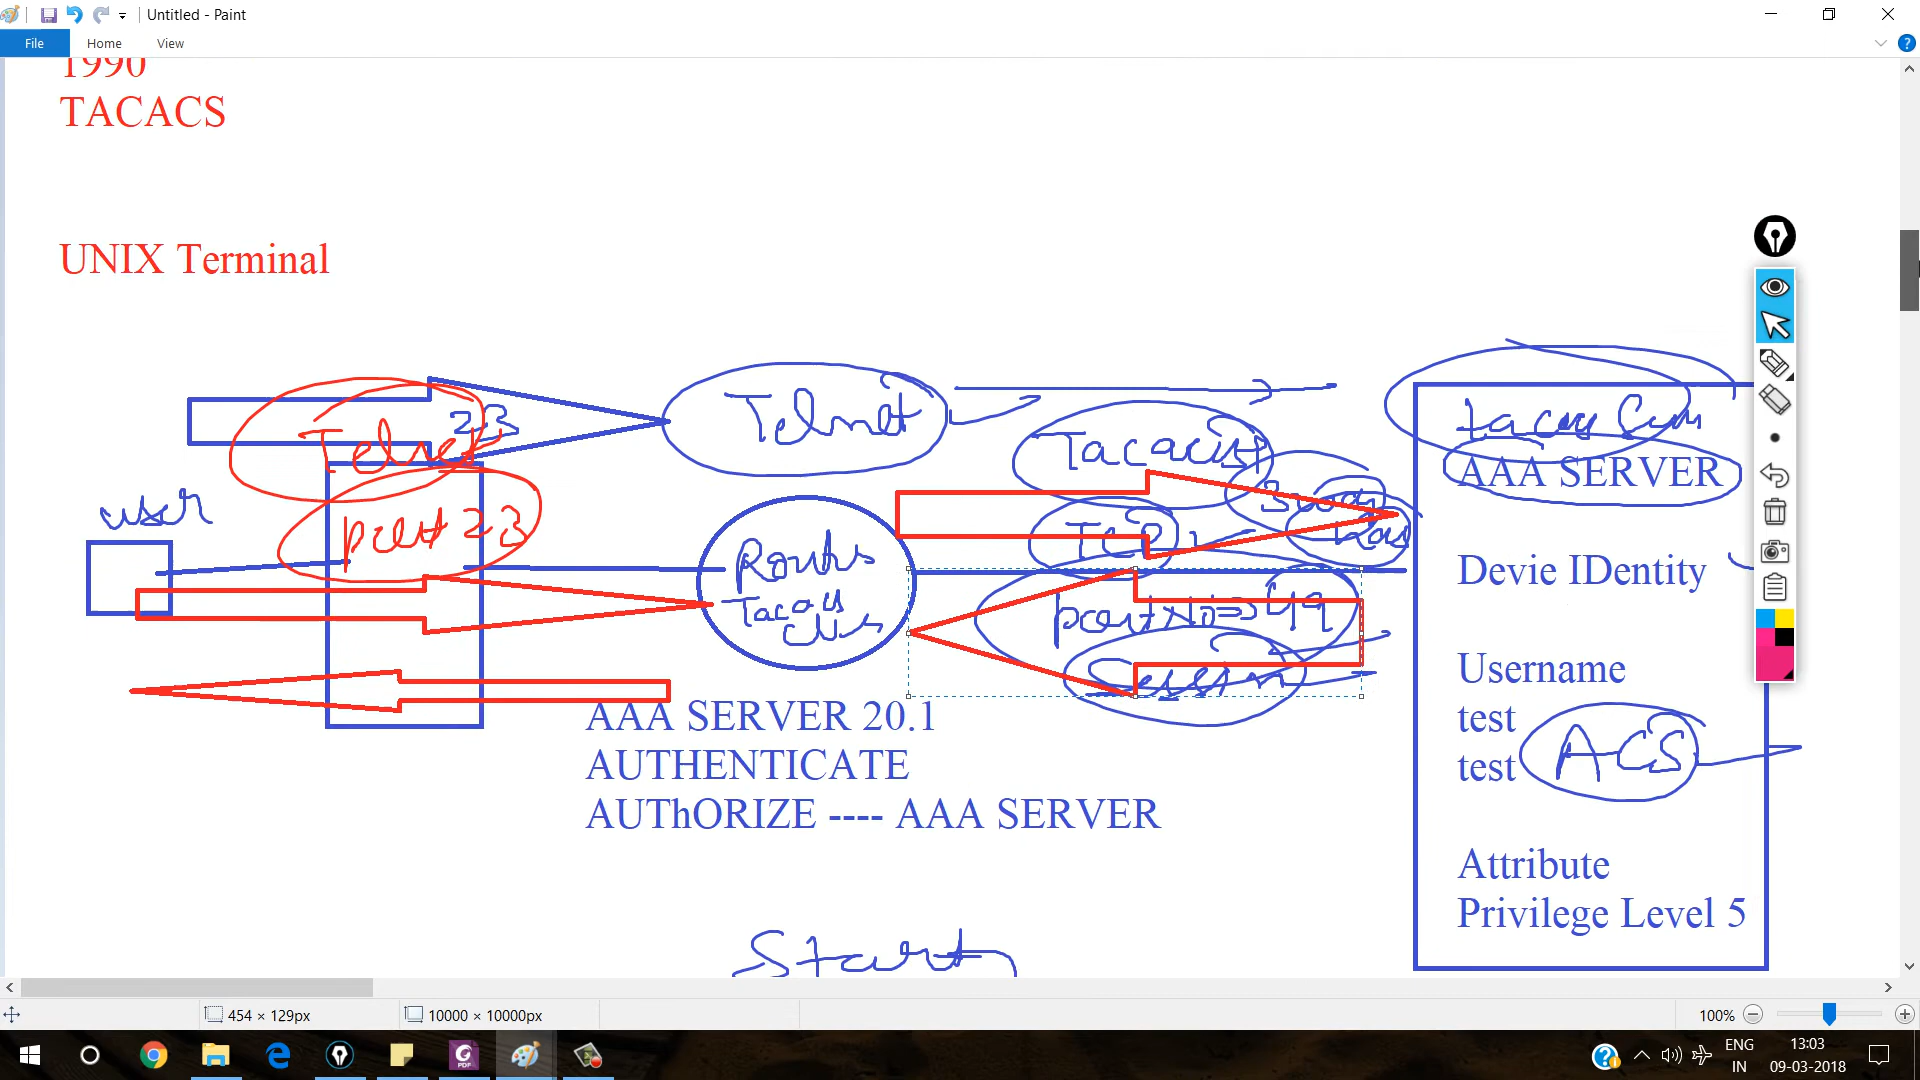 Untitled - Paint
File
Home
View
1990
TACACS
UNIX Terminal
Telnet
23
Telnet
port 23
user
Tacacs+
TCP
port No => 49
Session
Router
Tacacs
tacacs
AAA SERVER
Devie IDentity
Username
test
test
ACS
Attribute
Privilege Level 5
AAA SERVER 20.1
AUTHENTICATE
AUThORIZE ---- AAA SERVER
Start
454 × 129px
10000 × 10000px
100%
ENG
IN
13:03
09-03-2018